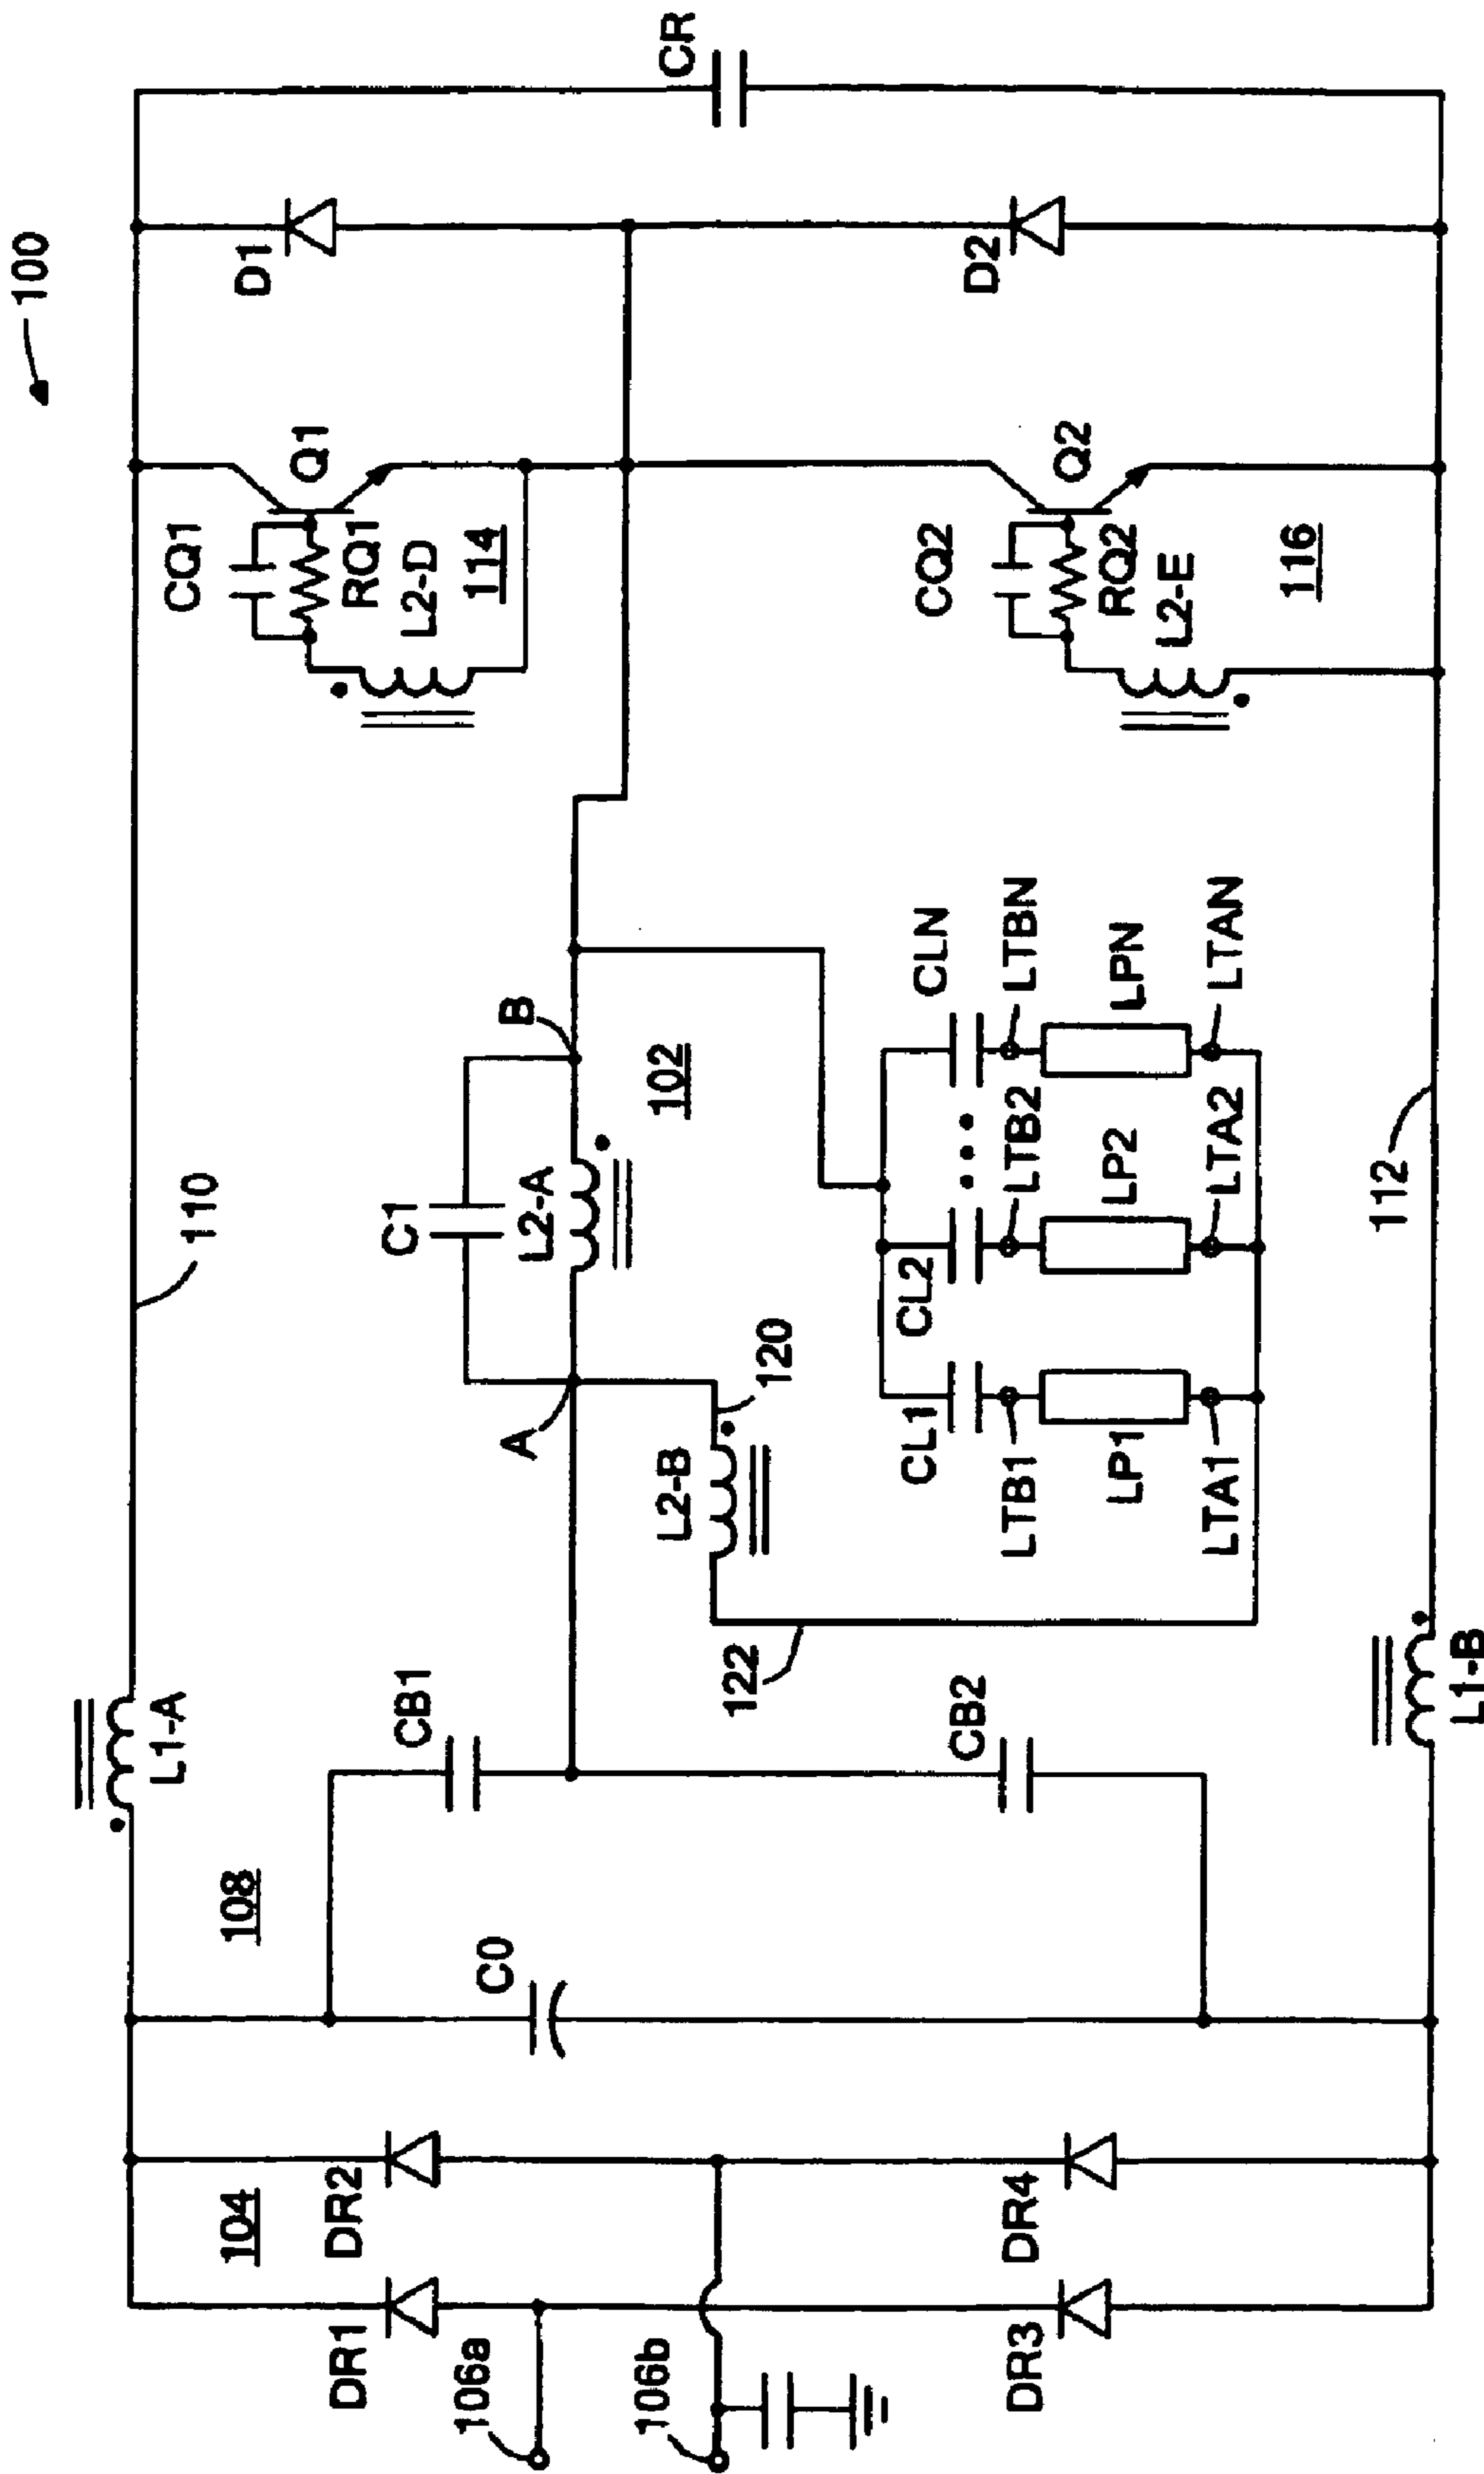 100
110
CR
D1
D2
CQ1
Q1
RQ1
L2-D
114
CQ2
Q2
RQ2
L2-E
116
B
102
C1
L2-A
A
120
L2-B
122
CLN
LTBN
LPN
LTAN
CL2
LTB2
LP2
LTA2
CL1
LTB1
LP1
LTA1
112
L1-A
CB1
CB2
L1-B
108
C0
104
DR2
DR4
DR1
DR3
106a
106b